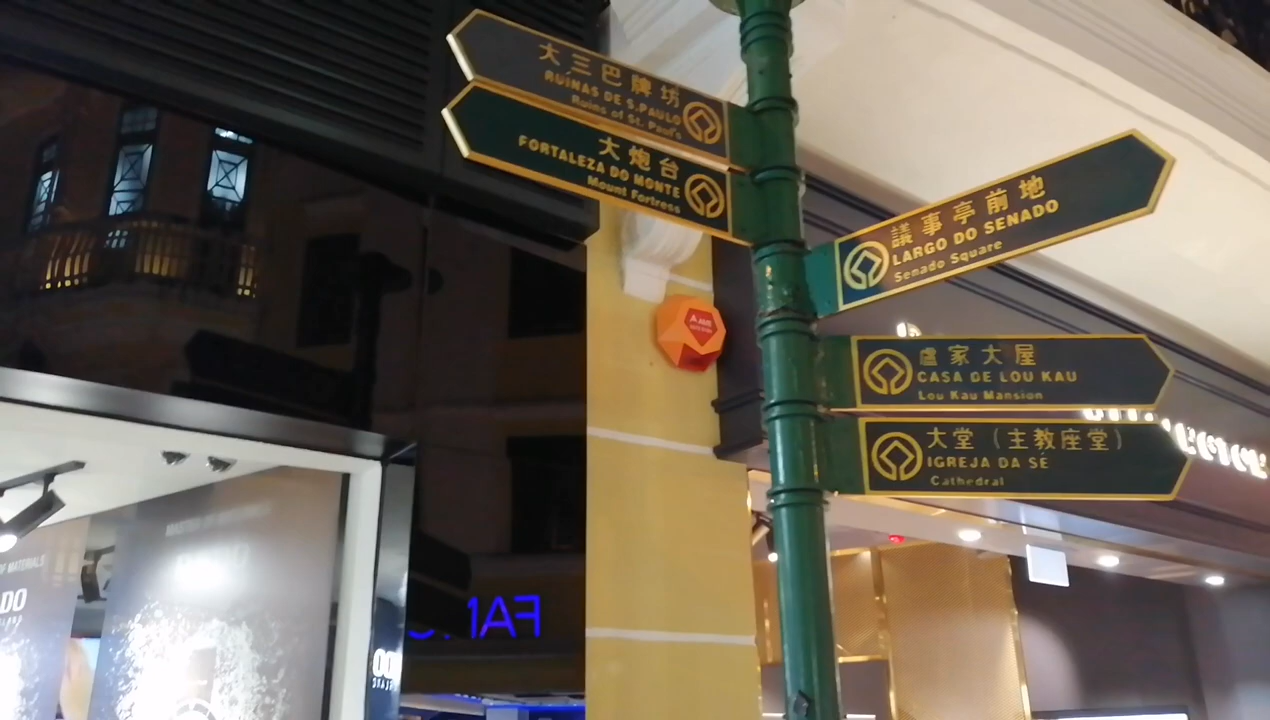 大三巴牌坊
RUÍNAS DE S. PAULO
Ruins of St. Paul's
大炮台
FORTALEZA DO MONTE
Mount Fortress
議事亭前地
LARGO DO SENADO
Senado Square
盧家大屋
CASA DE LOU KAU
Lou Kau Mansion
大堂（主教座堂）
IGREJA DA SÉ
Cathedral
OF MATERIALS